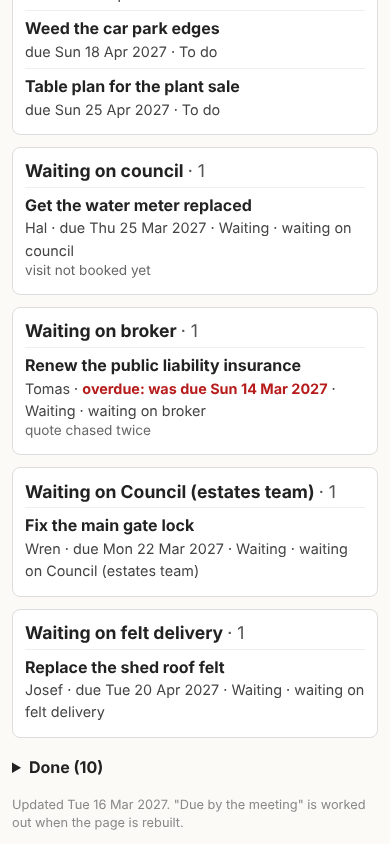 Weed the car park edges
due Sun 18 Apr 2027 · To do
Table plan for the plant sale
due Sun 25 Apr 2027 · To do
Waiting on council · 1
Get the water meter replaced
Hal · due Thu 25 Mar 2027 · Waiting · waiting on
council
visit not booked yet
Waiting on broker · 1
Renew the public liability insurance
Tomas · overdue: was due Sun 14 Mar 2027 ·
Waiting · waiting on broker
quote chased twice
Waiting on Council (estates team) · 1
Fix the main gate lock
Wren · due Mon 22 Mar 2027 · Waiting · waiting
on Council (estates team)
Waiting on felt delivery · 1
Replace the shed roof felt
Josef · due Tue 20 Apr 2027 · Waiting · waiting on
felt delivery
Done (10)
Updated Tue 16 Mar 2027. "Due by the meeting" is worked
out when the page is rebuilt.